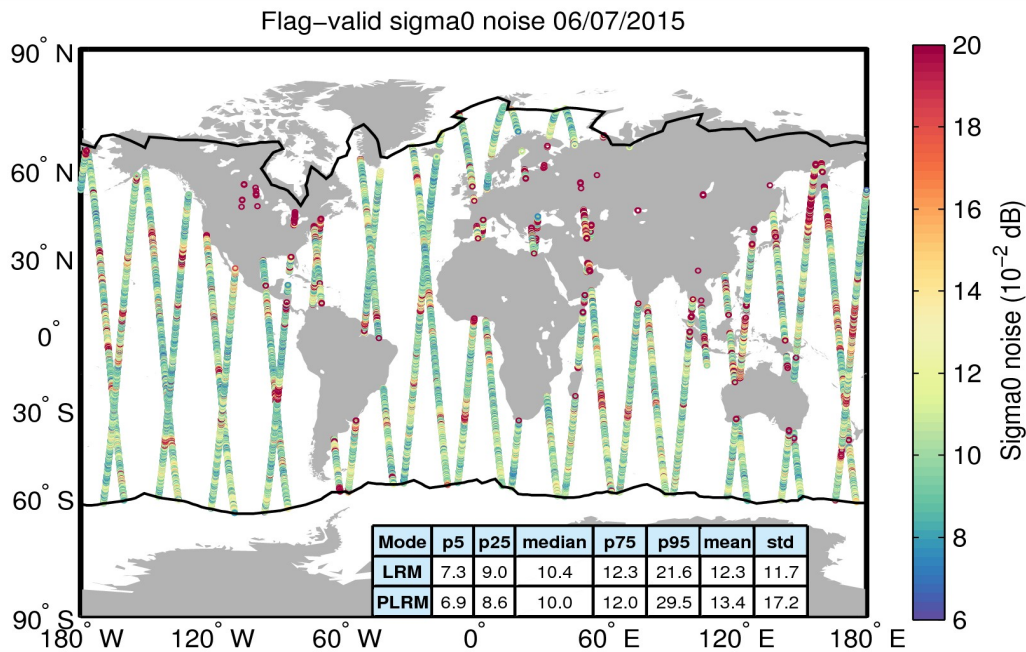 Flag−valid sigma0 noise 06/07/2015
90° N
60° N
30° N
0°
30° S
60° S
90° S
180° W
120° W
60° W
0°
60° E
120° E
180° E
Mode p5 p25 median p75 p95 mean std
LRM 7.3 9.0 10.4 12.3 21.6 12.3 11.7
PLRM 6.9 8.6 10.0 12.0 29.5 13.4 17.2
20
18
16
14
12
10
8
6
Sigma0 noise (10⁻² dB)